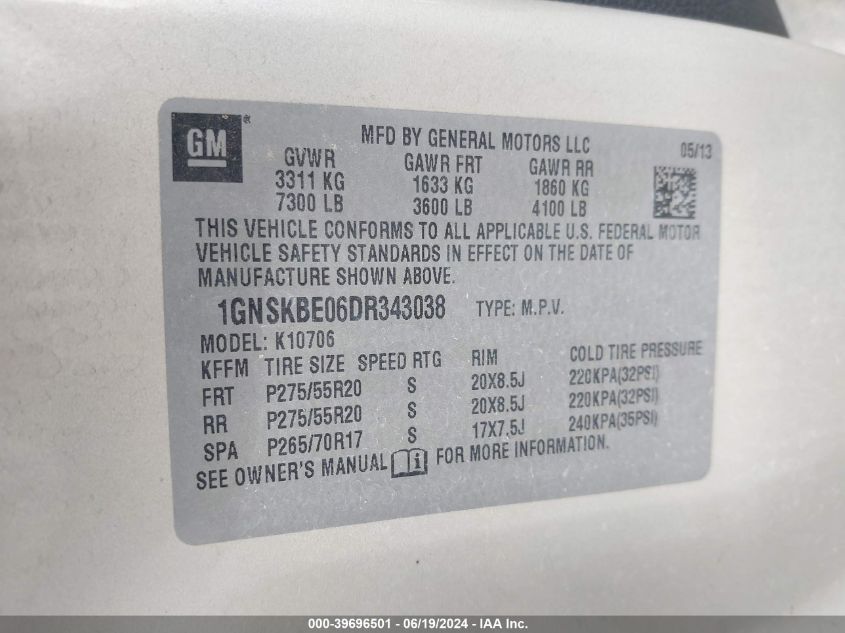 GM
®
MFD BY GENERAL MOTORS LLC 05/13
GVWR GAWR FRT GAWR RR
3311 KG 1633 KG 1860 KG
7300 LB 3600 LB 4100 LB
THIS VEHICLE CONFORMS TO ALL APPLICABLE U.S. FEDERAL MOTOR
VEHICLE SAFETY STANDARDS IN EFFECT ON THE DATE OF
MANUFACTURE SHOWN ABOVE.
1GNSKBE06DR343038 TYPE: M.P.V.
MODEL: K10706
KFFM TIRE SIZE SPEED RTG RIM COLD TIRE PRESSURE
FRT P275/55R20 S 20X8.5J 220KPA(32PSI)
RR P275/55R20 S 20X8.5J 220KPA(32PSI)
SPA P265/70R17 S 17X7.5J 240KPA(35PSI)
SEE OWNER'S MANUAL i FOR MORE INFORMATION.
000-39696501 - 06/19/2024 - IAA Inc.